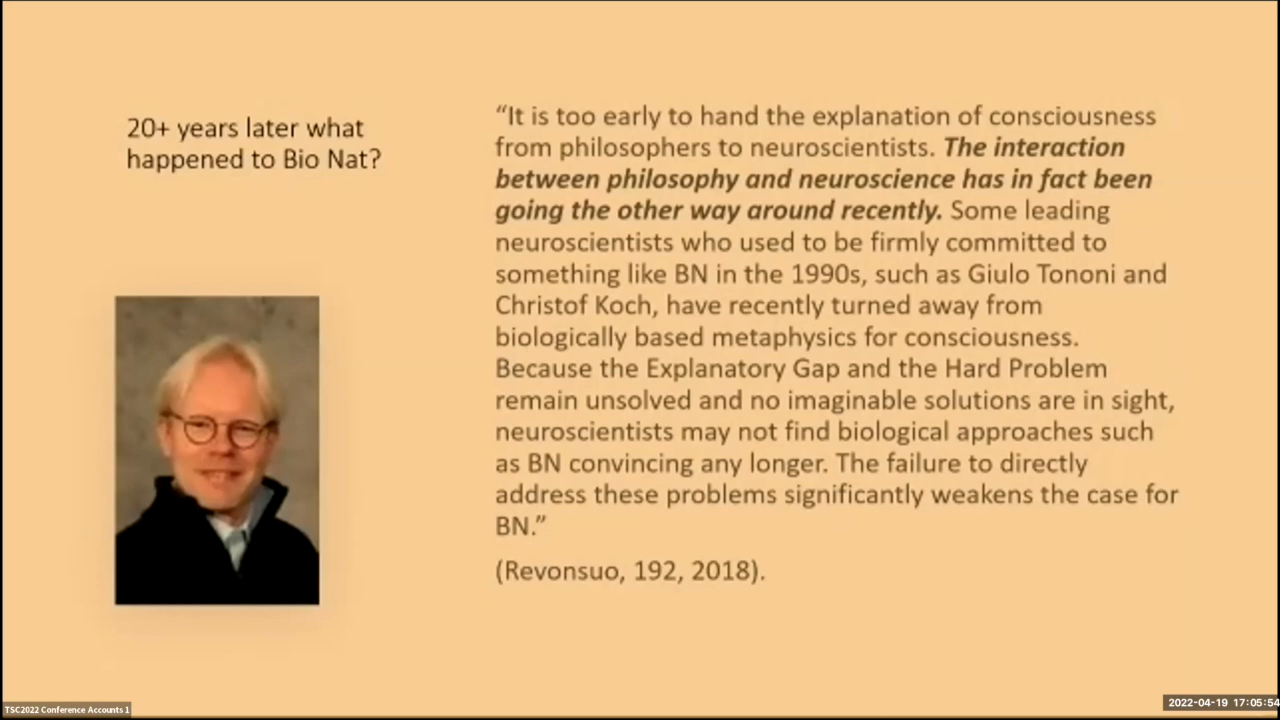 20+ years later what
happened to Bio Nat?
“It is too early to hand the explanation of consciousness
from philosophers to neuroscientists. The interaction
between philosophy and neuroscience has in fact been
going the other way around recently. Some leading
neuroscientists who used to be firmly committed to
something like BN in the 1990s, such as Giulo Tononi and
Christof Koch, have recently turned away from
biologically based metaphysics for consciousness.
Because the Explanatory Gap and the Hard Problem
remain unsolved and no imaginable solutions are in sight,
neuroscientists may not find biological approaches such
as BN convincing any longer. The failure to directly
address these problems significantly weakens the case for
BN.”
(Revonsuo, 192, 2018).
TSC2022 Conference Accounts 1
2022-04-19 17:05:54